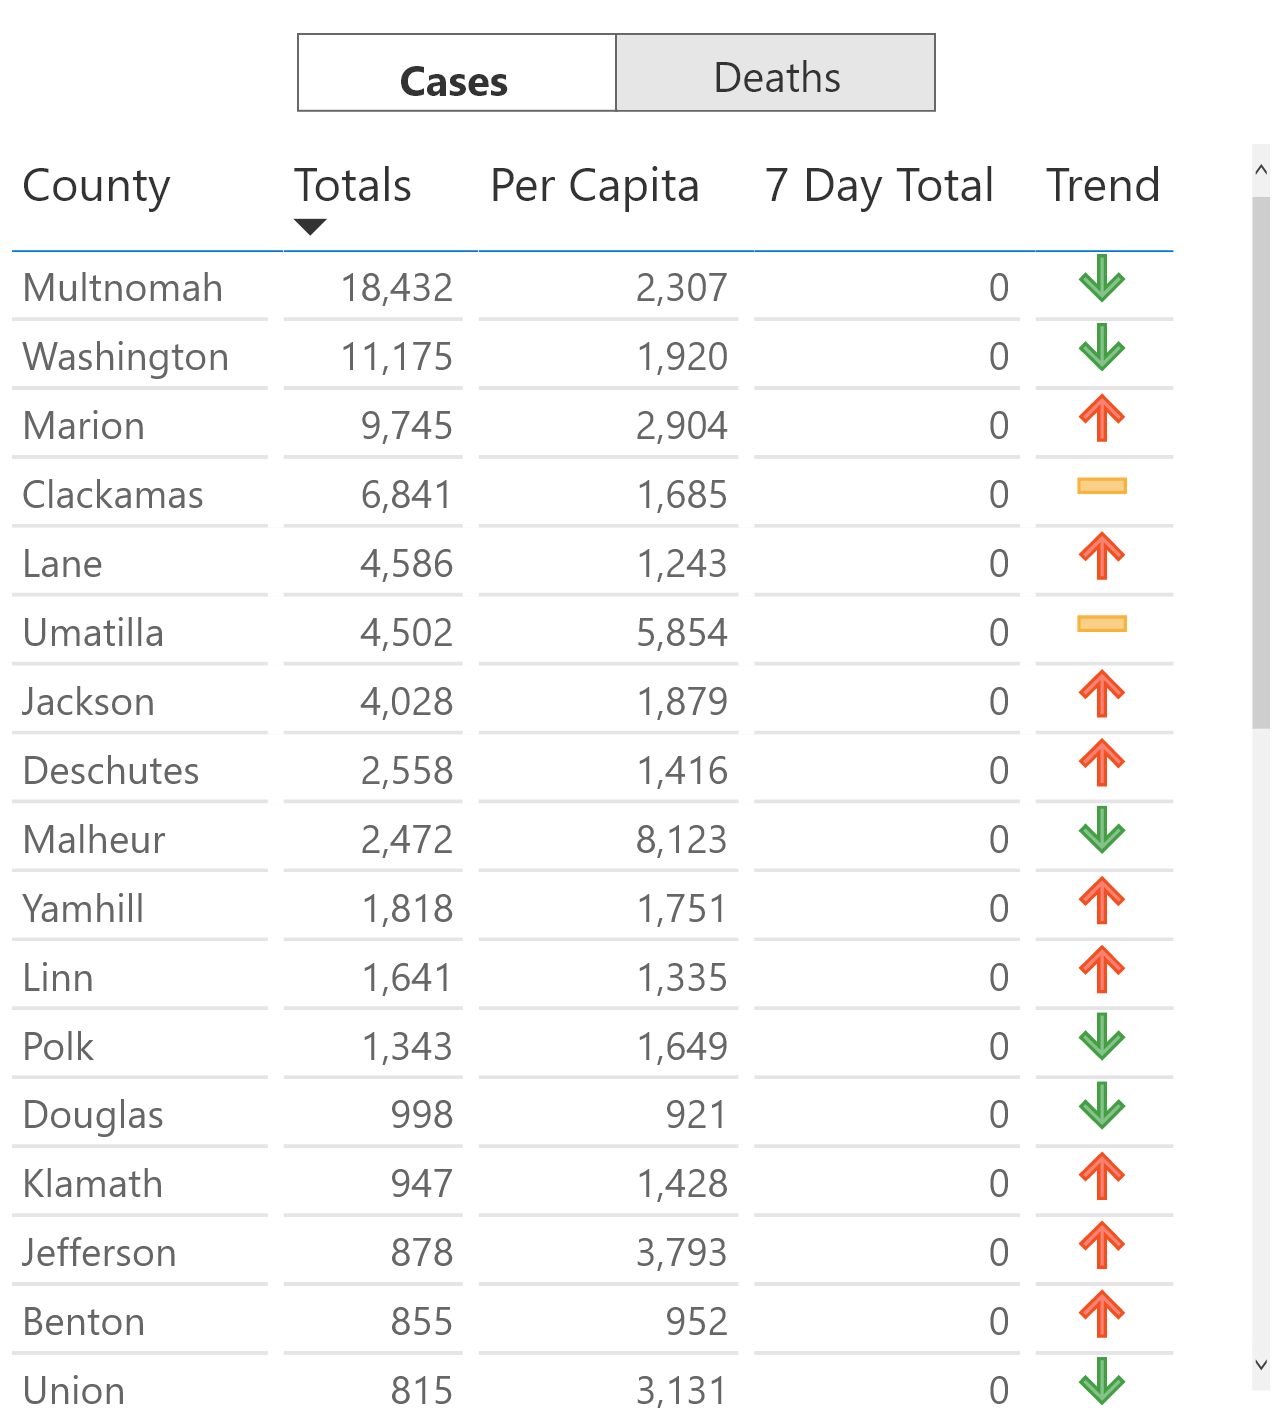 Cases Deaths
County Totals Per Capita 7 Day Total Trend
Multnomah 18,432 2,307 0
Washington 11,175 1,920 0
Marion 9,745 2,904 0
Clackamas 6,841 1,685 0
Lane 4,586 1,243 0
Umatilla 4,502 5,854 0
Jackson 4,028 1,879 0
Deschutes 2,558 1,416 0
Malheur 2,472 8,123 0
Yamhill 1,818 1,751 0
Linn 1,641 1,335 0
Polk 1,343 1,649 0
Douglas 998 921 0
Klamath 947 1,428 0
Jefferson 878 3,793 0
Benton 855 952 0
Union 815 3,131 0